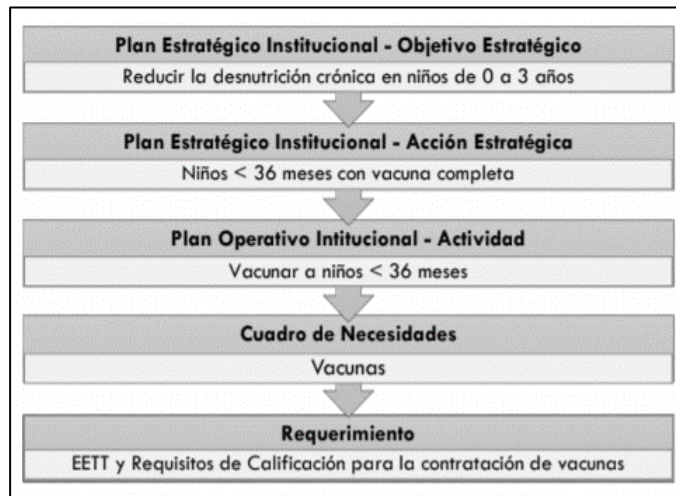 Plan Estratégico Institucional - Objetivo Estratégico
Reducir la desnutrición crónica en niños de 0 a 3 años
Plan Estratégico Institucional - Acción Estratégica
Niños < 36 meses con vacuna completa
Plan Operativo Intitucional - Actividad
Vacunar a niños < 36 meses
Cuadro de Necesidades
Vacunas
Requerimiento
EETT y Requisitos de Calificación para la contratación de vacunas